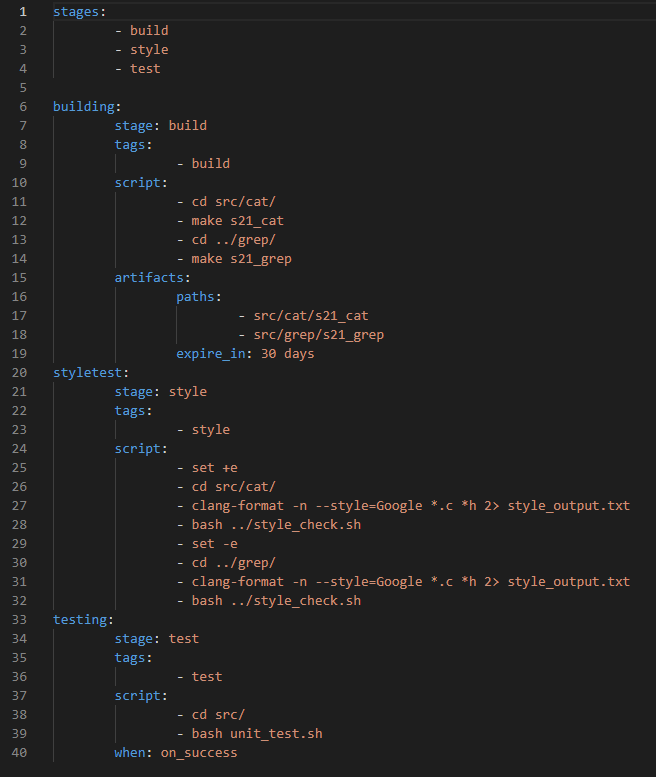 1 stages:
2         - build
3         - style
4         - test
5
6 building:
7         stage: build
8         tags:
9                 - build
10         script:
11                 - cd src/cat/
12                 - make s21_cat
13                 - cd ../grep/
14                 - make s21_grep
15         artifacts:
16                 paths:
17                         - src/cat/s21_cat
18                         - src/grep/s21_grep
19                 expire_in: 30 days
20 styletest:
21         stage: style
22         tags:
23                 - style
24         script:
25                 - set +e
26                 - cd src/cat/
27                 - clang-format -n --style=Google *.c *h 2> style_output.txt
28                 - bash ../style_check.sh
29                 - set -e
30                 - cd ../grep/
31                 - clang-format -n --style=Google *.c *h 2> style_output.txt
32                 - bash ../style_check.sh
33 testing:
34         stage: test
35         tags:
36                 - test
37         script:
38                 - cd src/
39                 - bash unit_test.sh
40         when: on_success